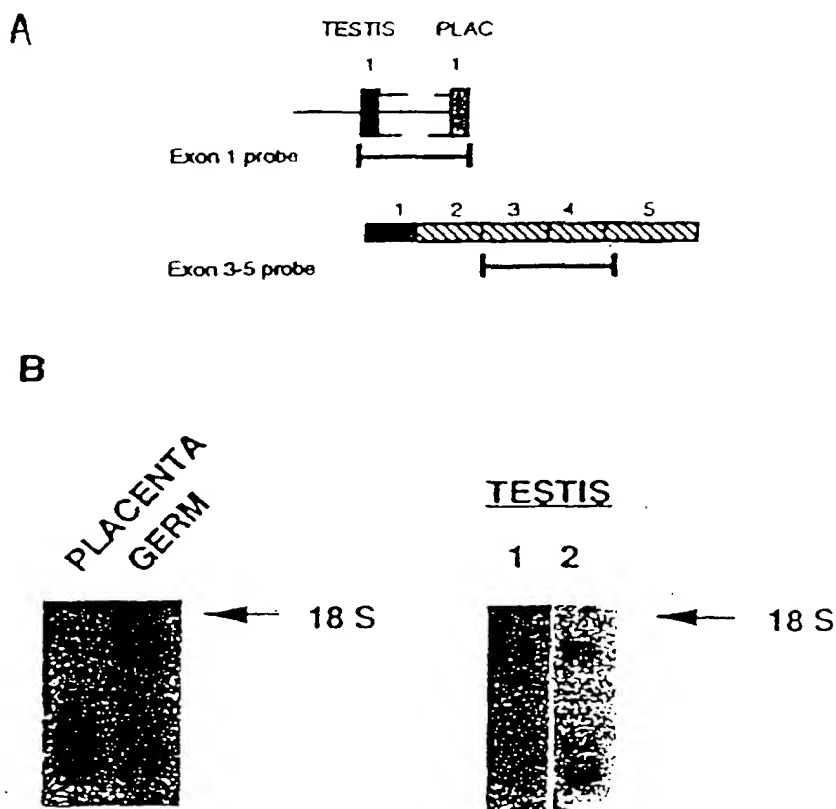 A
TESTIS PLAC
1 1
Exon 1 probe
1 2 3 4 5
Exon 3-5 probe
B
PLACENTA
GERM
18 S
TESTIS
1 2
18 S